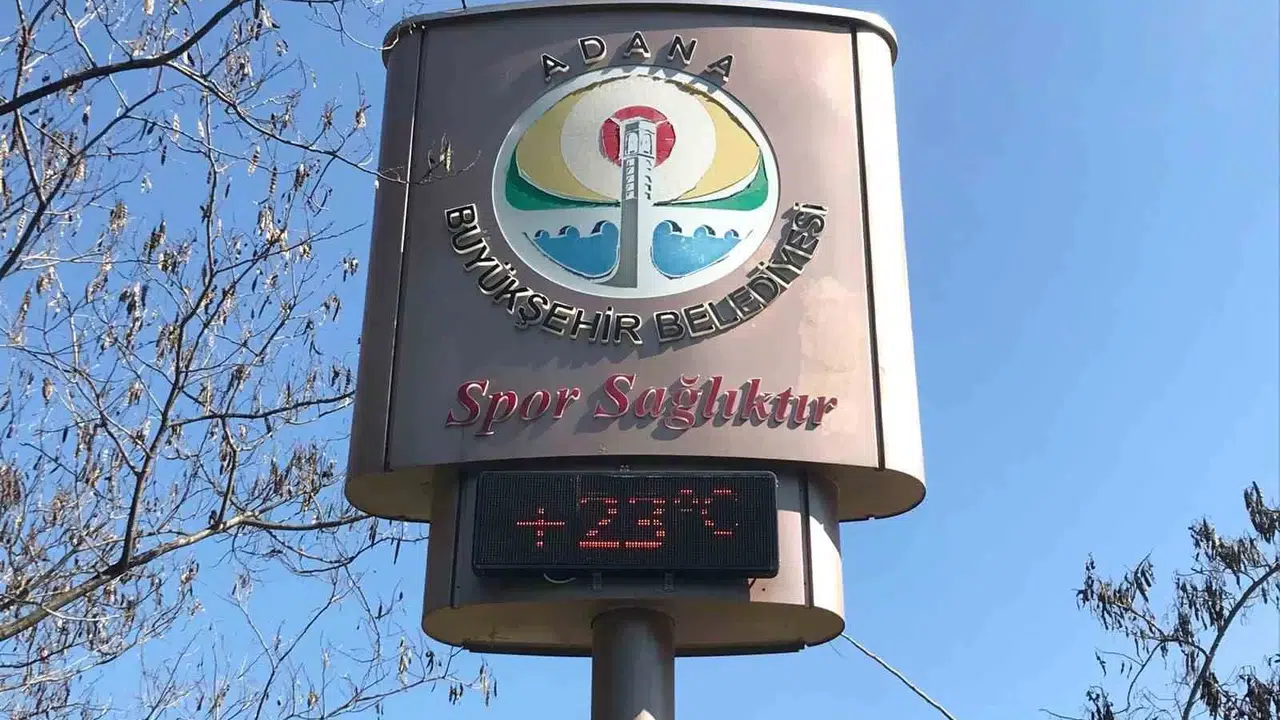 ADANA
BÜYÜKŞEHİR BELEDİYESİ
Spor Sağlıktır
+23°C